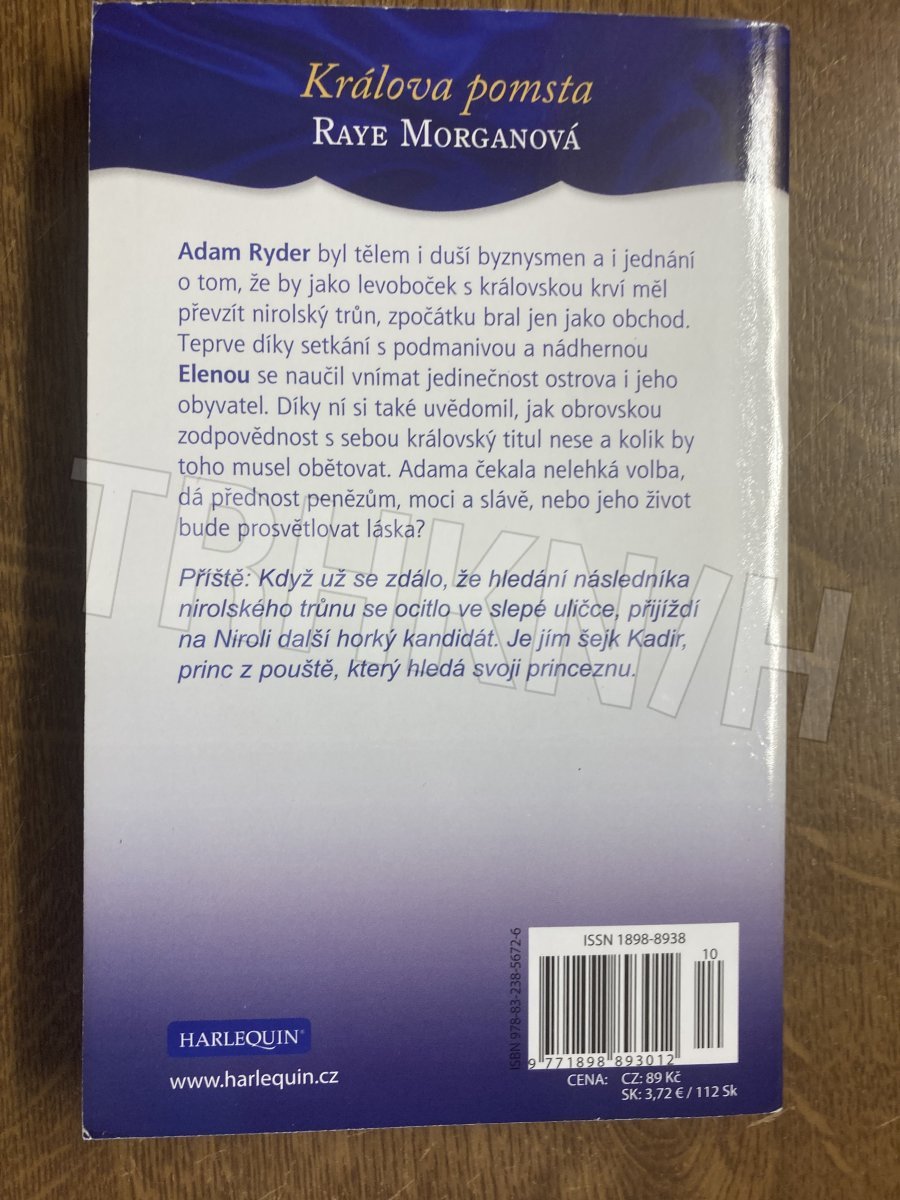 Králova pomsta
RAYE MORGANOVÁ
Adam Ryder byl tělem i duší byznysmen a i jednání
o tom, že by jako levoboček s královskou krví měl
převzít nirolský trůn, zpočátku bral jen jako obchod.
Teprve díky setkání s podmanivou a nádhernou
Elenou se naučil vnímat jedinečnost ostrova i jeho
obyvatel. Díky ní si také uvědomil, jak obrovskou
zodpovědnost s sebou královský titul nese a kolik by
toho musel obětovat. Adama čekala nelehká volba,
dá přednost penězům, moci a slávě, nebo jeho život
bude prosvětlovat láska?
Příště: Když už se zdálo, že hledání následníka
nirolského trůnu se ocitlo ve slepé uličce, přijíždí
na Niroli další horký kandidát. Je jím šejk Kadir,
princ z pouště, který hledá svoji princeznu.
TRHKNIH
ISSN 1898-8938
10
ISBN 978-83-238-5672-6
9 771898 893012
HARLEQUIN®
www.harlequin.cz
CENA: CZ: 89 Kč
SK: 3,72 € / 112 Sk